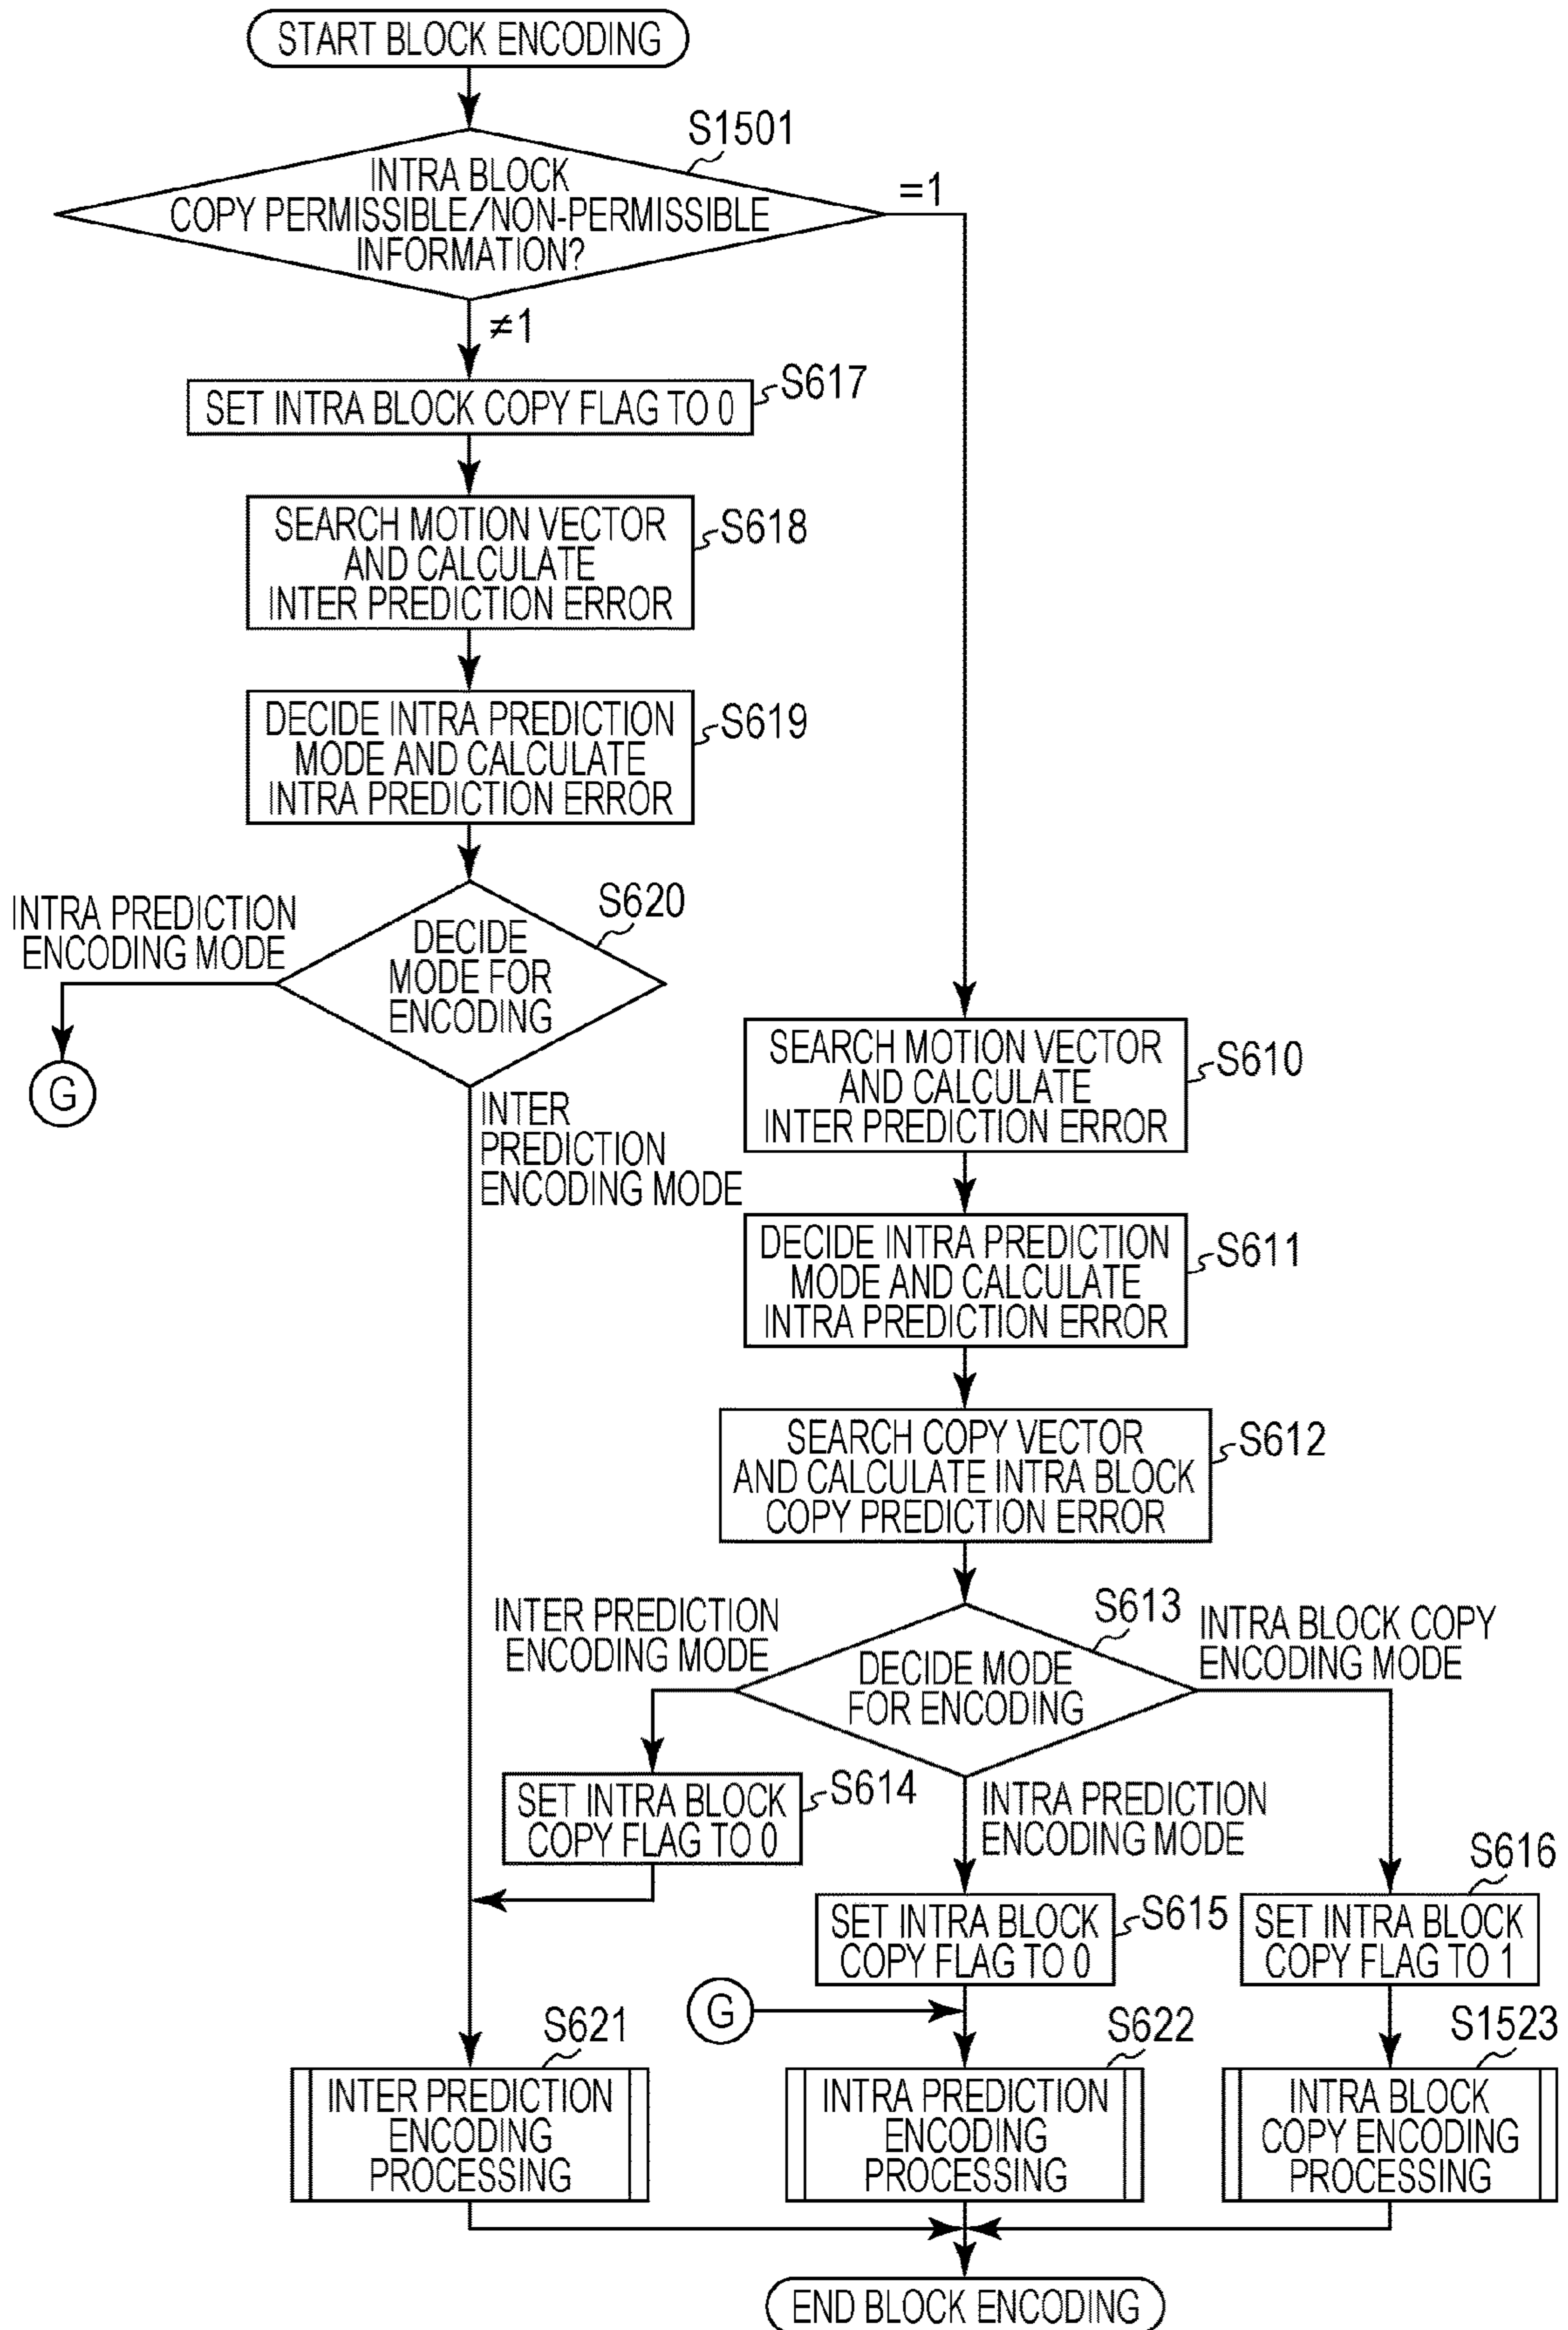 START BLOCK ENCODING
S1501
INTRA BLOCK
COPY PERMISSIBLE/NON-PERMISSIBLE
INFORMATION?
=1
≠1
S617
SET INTRA BLOCK COPY FLAG TO 0
S618
SEARCH MOTION VECTOR
AND CALCULATE
INTER PREDICTION ERROR
S619
DECIDE INTRA PREDICTION
MODE AND CALCULATE
INTRA PREDICTION ERROR
S620
INTRA PREDICTION
ENCODING MODE
DECIDE
MODE FOR
ENCODING
G
INTER
PREDICTION
ENCODING MODE
SEARCH MOTION VECTOR
AND CALCULATE
INTER PREDICTION ERROR
S610
DECIDE INTRA PREDICTION
MODE AND CALCULATE
INTRA PREDICTION ERROR
S611
SEARCH COPY VECTOR
AND CALCULATE INTRA BLOCK
COPY PREDICTION ERROR
S612
INTER PREDICTION
ENCODING MODE
S613
INTRA BLOCK COPY
ENCODING MODE
DECIDE MODE
FOR ENCODING
SET INTRA BLOCK
COPY FLAG TO 0
S614
INTRA PREDICTION
ENCODING MODE
S616
SET INTRA BLOCK
COPY FLAG TO 0
S615
SET INTRA BLOCK
COPY FLAG TO 1
G
S621
S622
S1523
INTER PREDICTION
ENCODING
PROCESSING
INTRA PREDICTION
ENCODING
PROCESSING
INTRA BLOCK
COPY ENCODING
PROCESSING
END BLOCK ENCODING